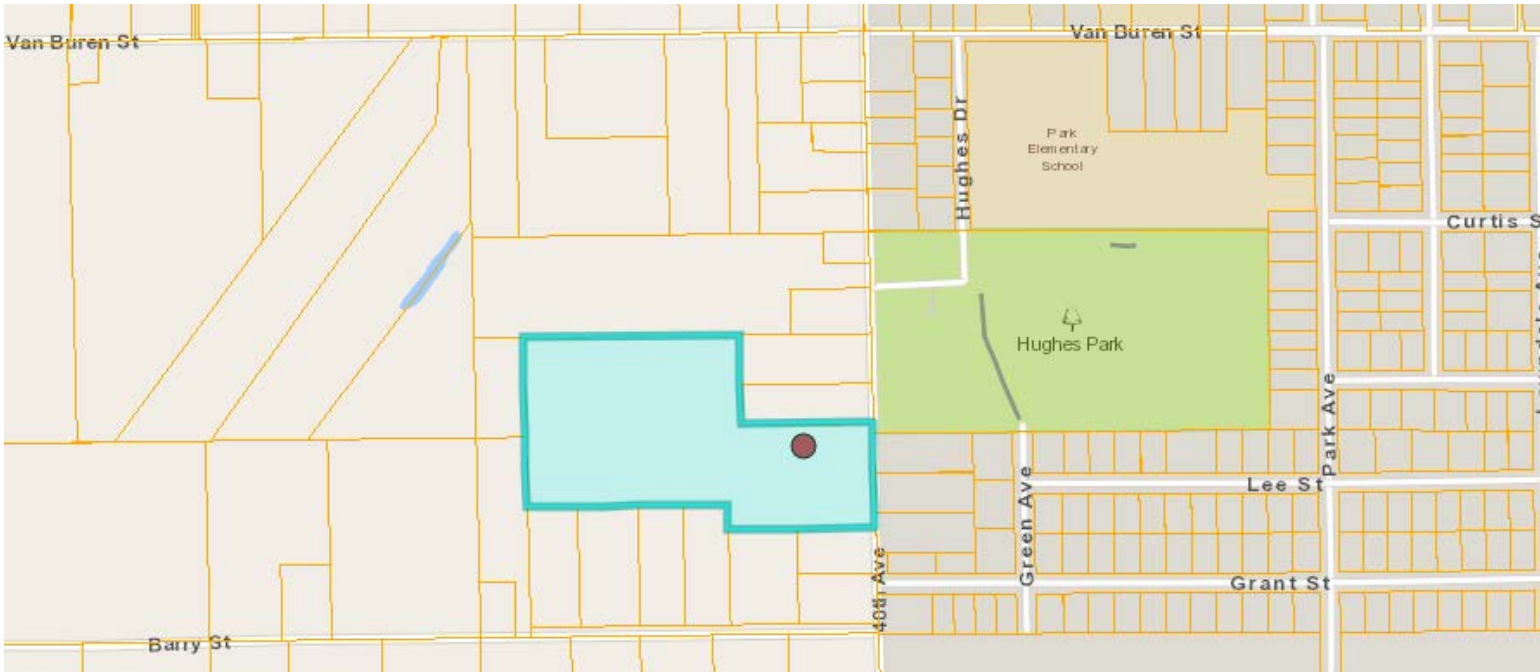 Van Buren St
Van Buren St
Hughes Dr
Park
Elementary
School
Curtis S
Hughes Park
Park Ave
Lee St
Green Ave
Grant St
40th Ave
Barry St